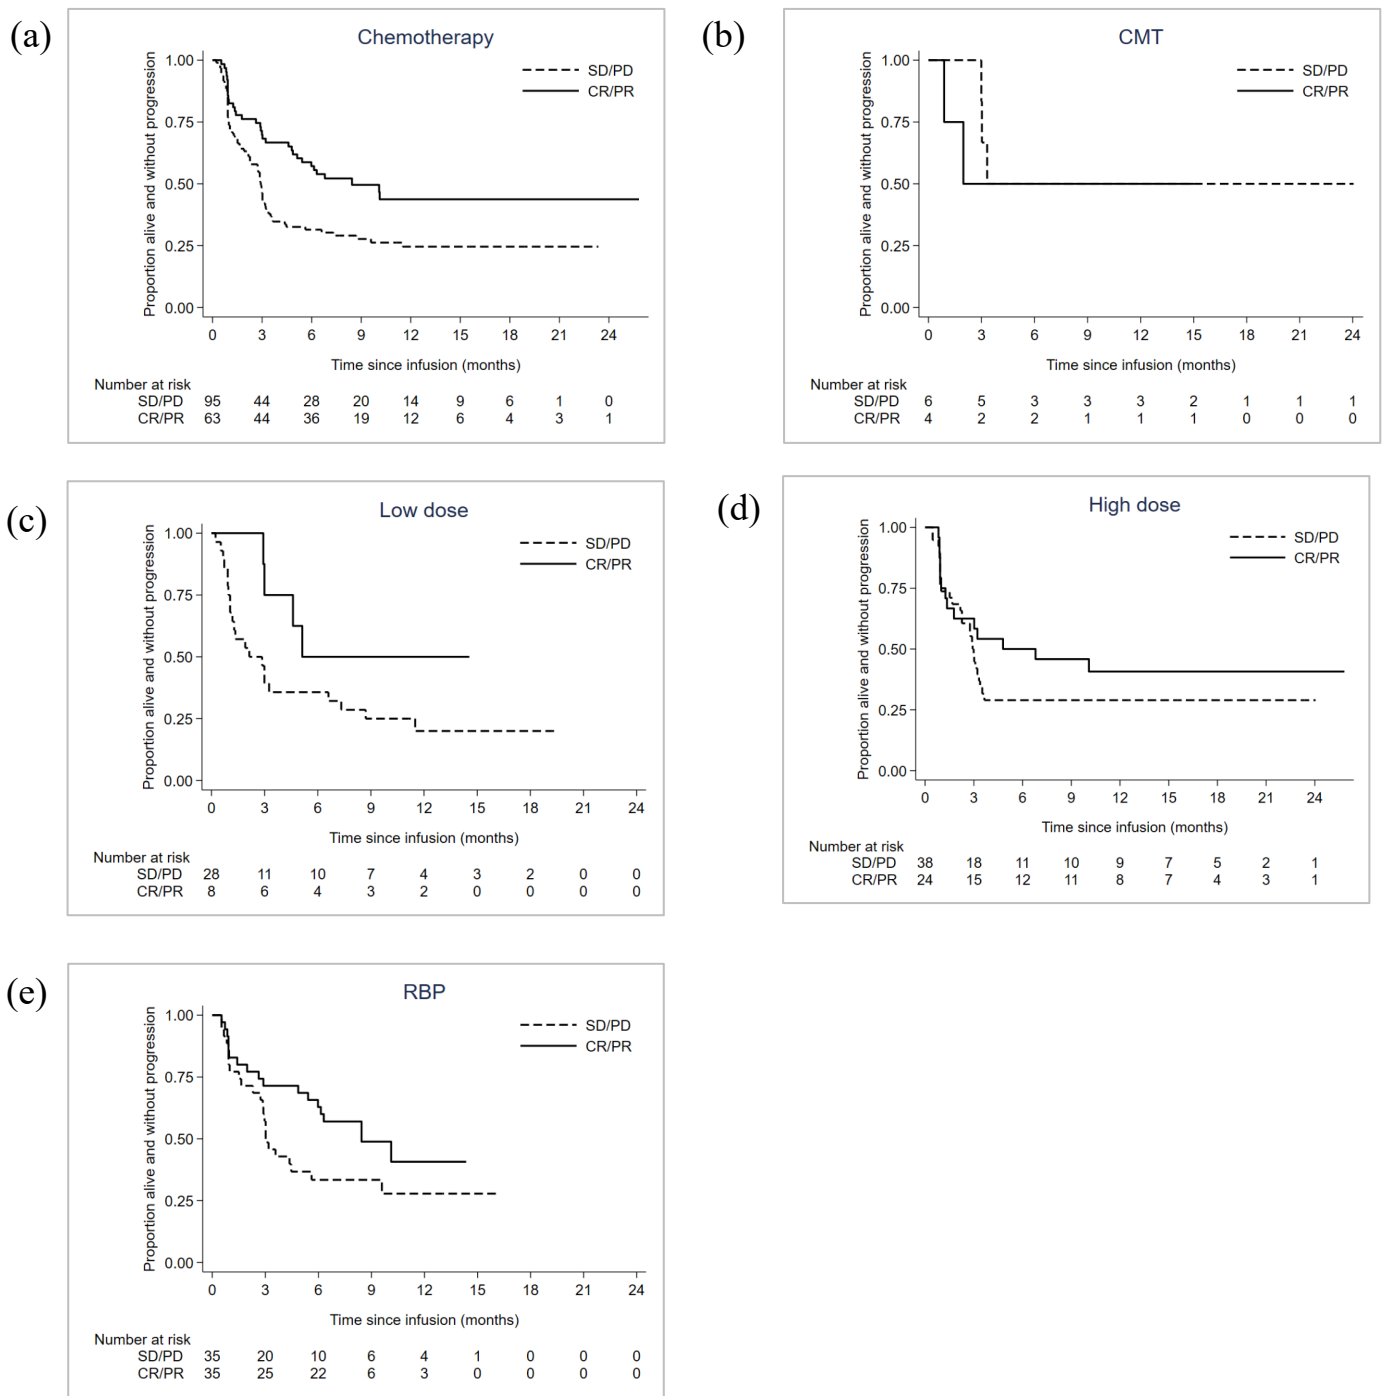 (a)
Chemotherapy
Proportion alive and without progression
1.00
0.75
0.50
0.25
0.00
SD/PD
CR/PR
0 3 6 9 12 15 18 21 24
Time since infusion (months)
Number at risk
SD/PD 95 44 28 20 14 9 6 1 0
CR/PR 63 44 36 19 12 6 4 3 1
(b)
CMT
Proportion alive and without progression
1.00
0.75
0.50
0.25
0.00
SD/PD
CR/PR
0 3 6 9 12 15 18 21 24
Time since infusion (months)
Number at risk
SD/PD 6 5 3 3 3 2 1 1 1
CR/PR 4 2 2 1 1 1 0 0 0
(c)
Low dose
Proportion alive and without progression
1.00
0.75
0.50
0.25
0.00
SD/PD
CR/PR
0 3 6 9 12 15 18 21 24
Time since infusion (months)
Number at risk
SD/PD 28 11 10 7 4 3 2 0 0
CR/PR 8 6 4 3 2 0 0 0 0
(d)
High dose
Proportion alive and without progression
1.00
0.75
0.50
0.25
0.00
SD/PD
CR/PR
0 3 6 9 12 15 18 21 24
Time since infusion (months)
Number at risk
SD/PD 38 18 11 10 9 7 5 2 1
CR/PR 24 15 12 11 8 7 4 3 1
(e)
RBP
Proportion alive and without progression
1.00
0.75
0.50
0.25
0.00
SD/PD
CR/PR
0 3 6 9 12 15 18 21 24
Time since infusion (months)
Number at risk
SD/PD 35 20 10 6 4 1 0 0 0
CR/PR 35 25 22 6 3 0 0 0 0